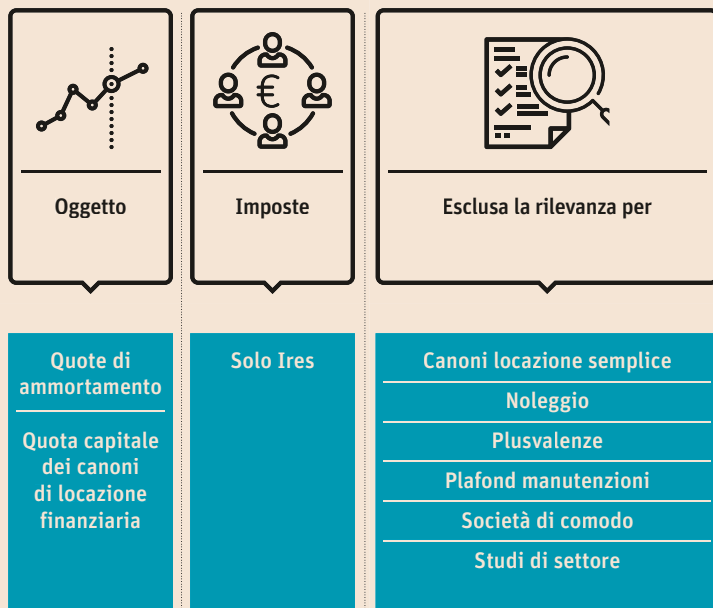 Oggetto
Quote di
ammortamento
Quota capitale
dei canoni
di locazione
finanziaria
Imposte
Solo Ires
Esclusa la rilevanza per
Canoni locazione semplice
Noleggio
Plusvalenze
Plafond manutenzioni
Società di comodo
Studi di settore